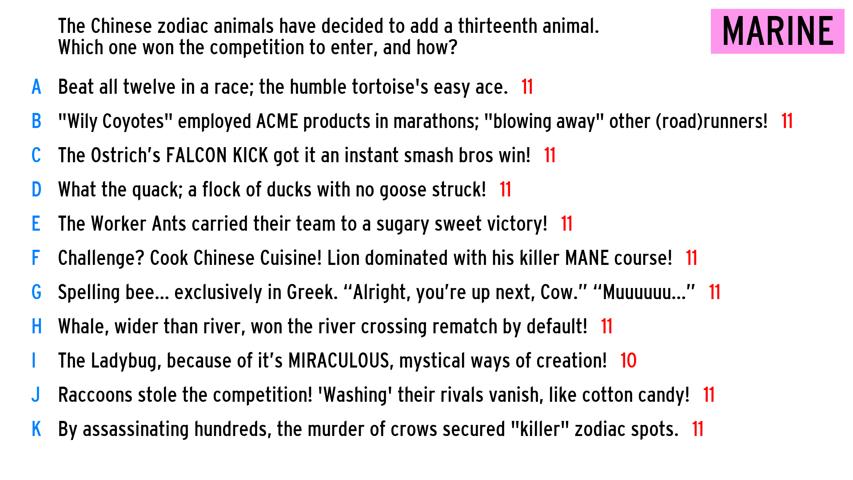 The Chinese zodiac animals have decided to add a thirteenth animal.
Which one won the competition to enter, and how?
MARINE
A Beat all twelve in a race; the humble tortoise's easy ace. 11
B "Wily Coyotes" employed ACME products in marathons; "blowing away" other (road)runners! 11
C The Ostrich’s FALCON KICK got it an instant smash bros win! 11
D What the quack; a flock of ducks with no goose struck! 11
E The Worker Ants carried their team to a sugary sweet victory! 11
F Challenge? Cook Chinese Cuisine! Lion dominated with his killer MANE course! 11
G Spelling bee... exclusively in Greek. “Alright, you’re up next, Cow.” “Muuuuuu...” 11
H Whale, wider than river, won the river crossing rematch by default! 11
I The Ladybug, because of it’s MIRACULOUS, mystical ways of creation! 10
J Raccoons stole the competition! 'Washing' their rivals vanish, like cotton candy! 11
K By assassinating hundreds, the murder of crows secured "killer" zodiac spots. 11